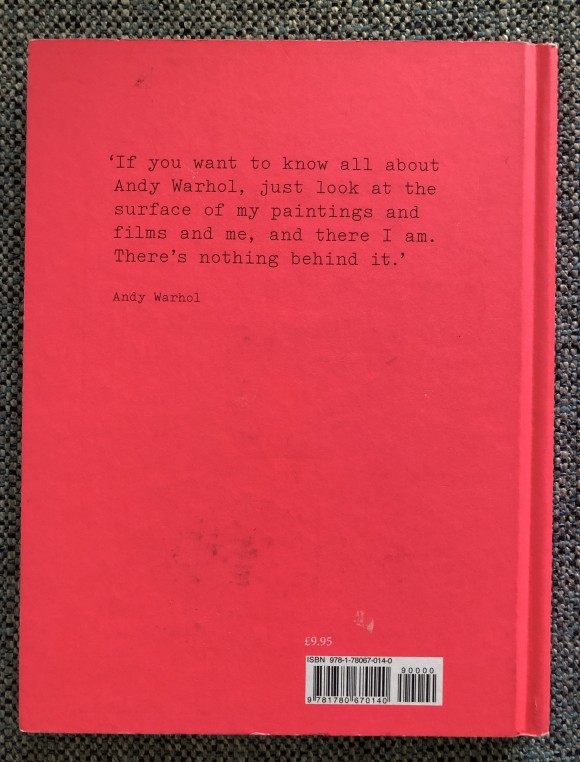 ‘If you want to know all about
Andy Warhol, just look at the
surface of my paintings and
films and me, and there I am.
There’s nothing behind it.’
Andy Warhol
£9.95
ISBN 978-1-78067-014-0
90000
9 781780 670140